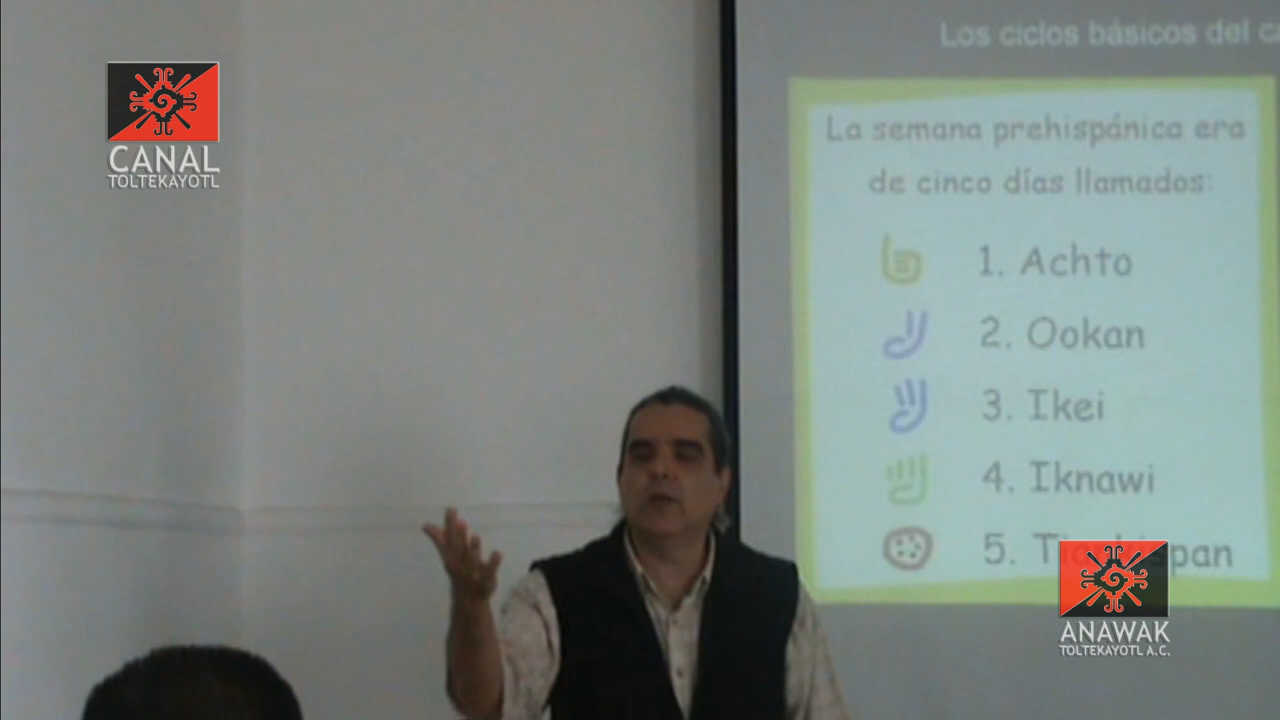 CANAL
TOLTEKAYOTL
Los ciclos básicos del
La semana prehispánica era
de cinco días llamados:
1. Achto
2. Ookan
3. Ikei
4. Iknawi
5.
ANAWAK
TOLTEKAYOTL A.C.